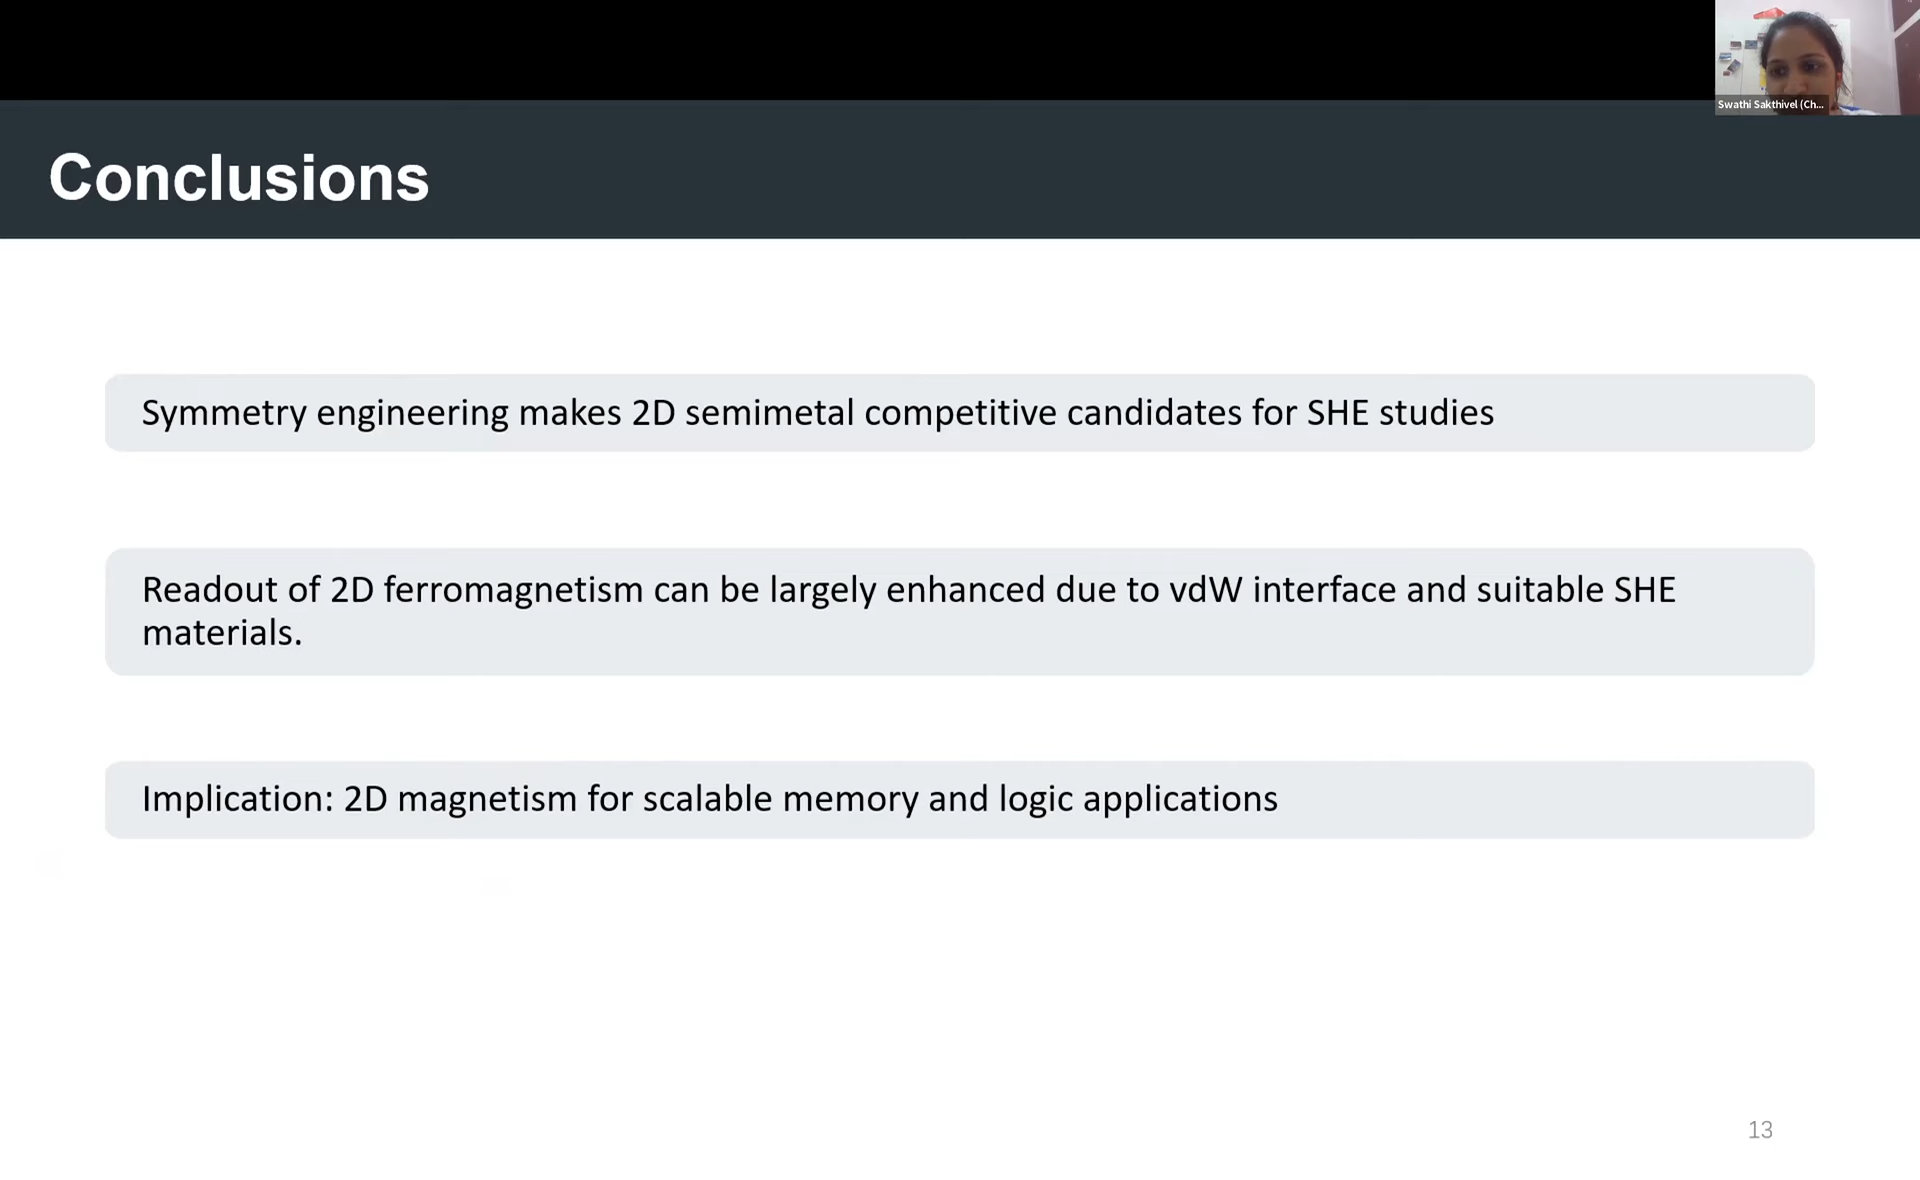 Swathi Sakthivel (Ch...
Conclusions
Symmetry engineering makes 2D semimetal competitive candidates for SHE studies
Readout of 2D ferromagnetism can be largely enhanced due to vdW interface and suitable SHE
materials.
Implication: 2D magnetism for scalable memory and logic applications
13